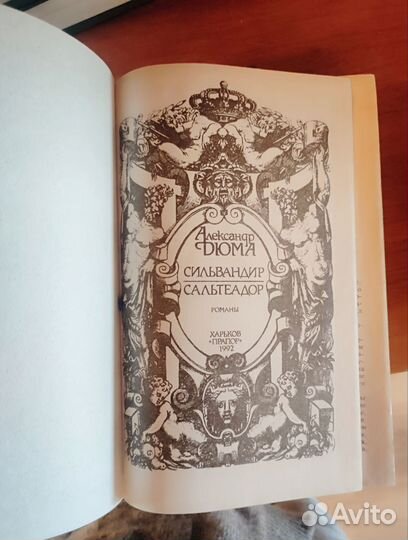 Александр
ДЮМА
СИЛЬВАНДИР
САЛЬТЕАДОР
РОМАНЫ
ХАРЬКОВ
«ПРАПОР»
1992
Avito